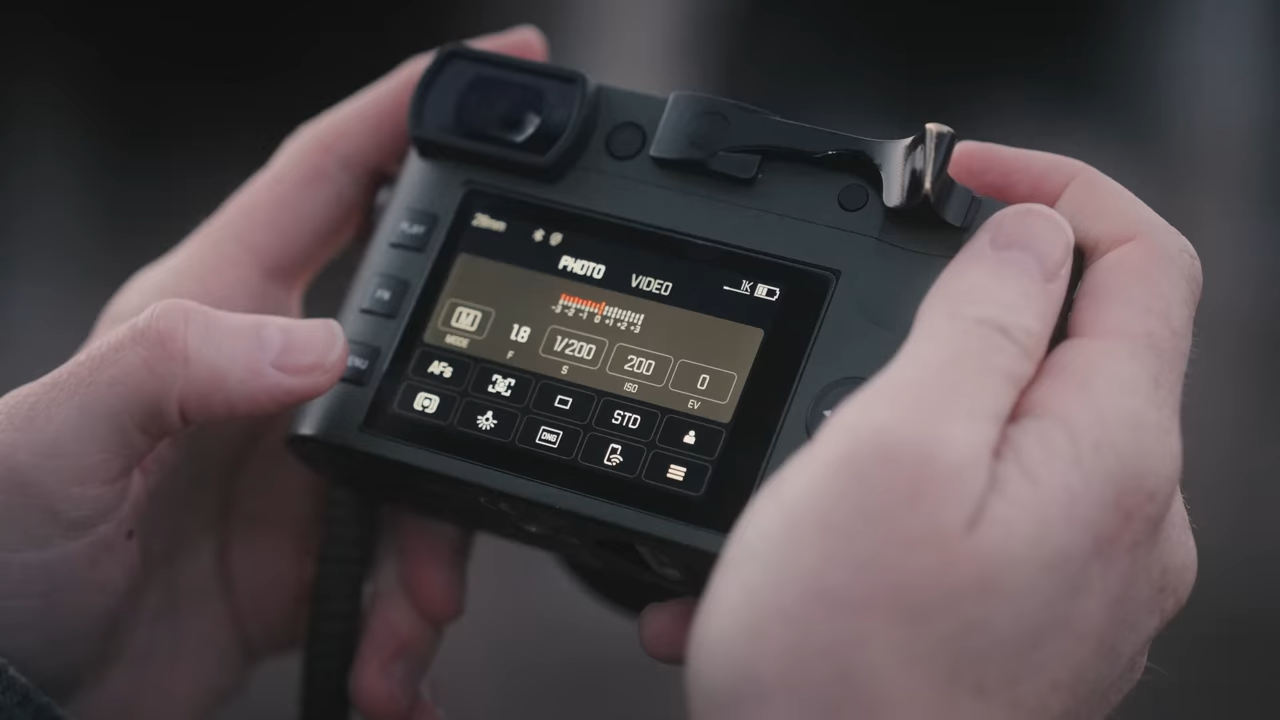 28mm
PHOTO VIDEO 1K
-3 -2 -1 0 +1 +2 +3
M 1.8 1/200 200 0
MODE F S ISO EV
AFs STD
DNG
PLAY
FN